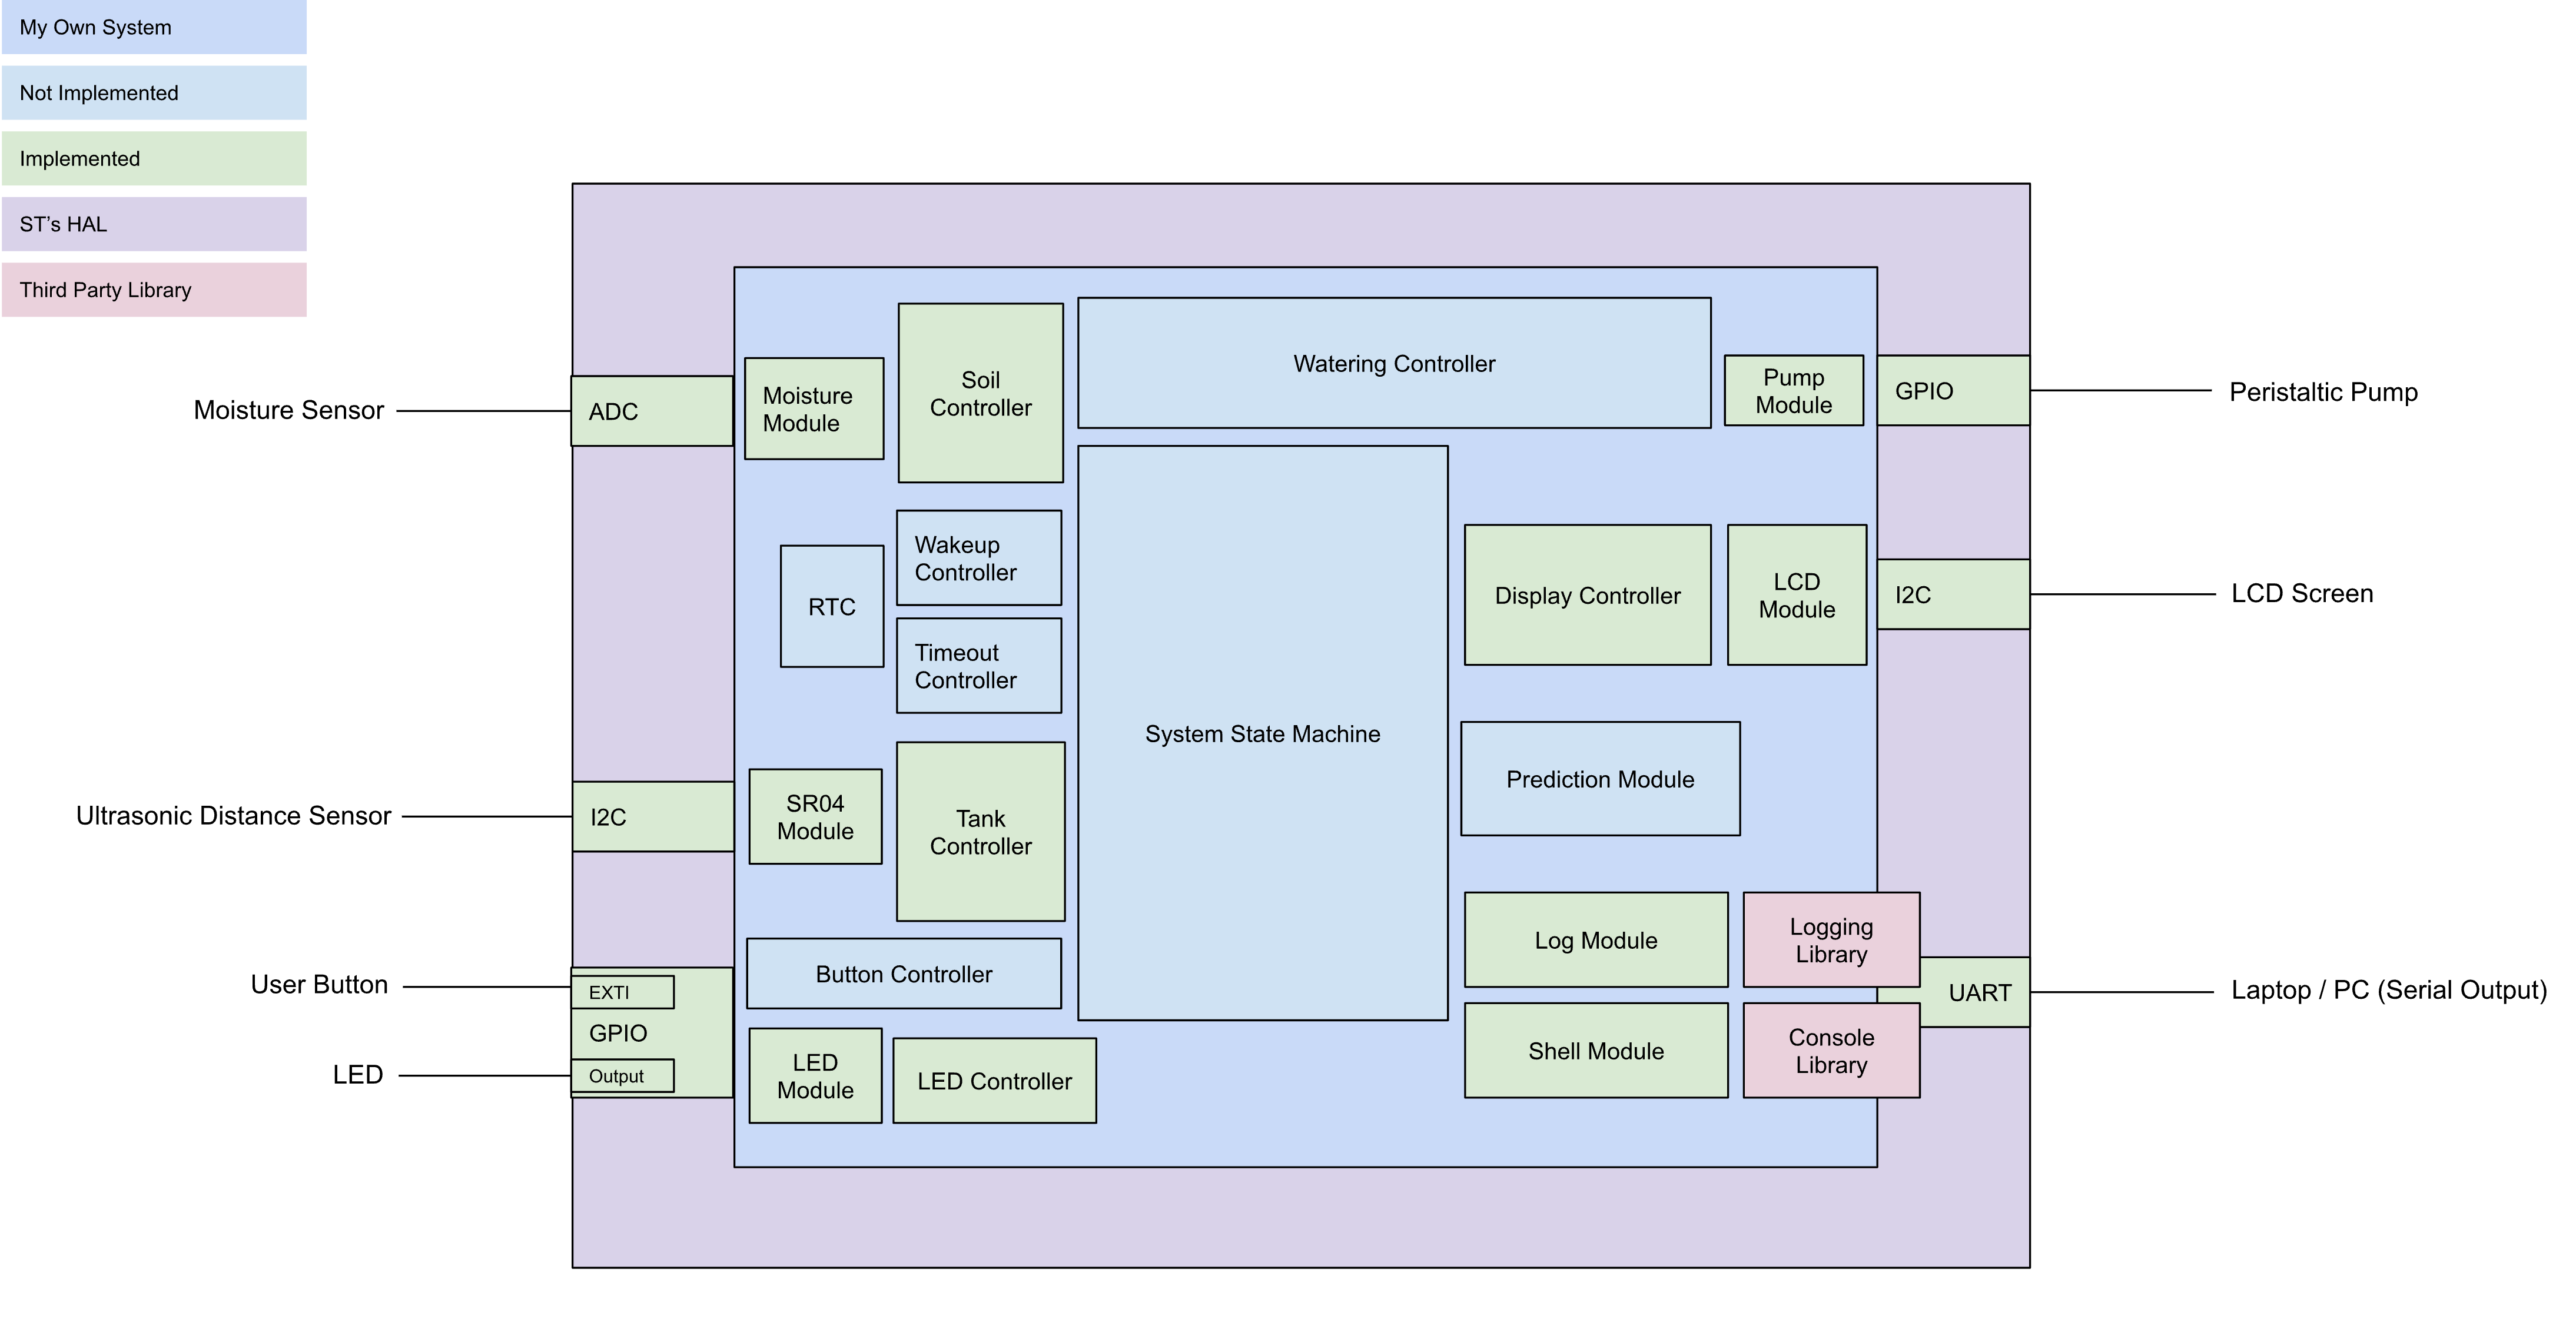 My Own System
Not Implemented
Implemented
ST’s HAL
Third Party Library
Moisture Sensor
ADC
Moisture
Module
Soil
Controller
Watering Controller
Pump
Module
GPIO
Peristaltic Pump
RTC
Wakeup
Controller
Timeout
Controller
System State Machine
Display Controller
LCD
Module
I2C
LCD Screen
Prediction Module
Ultrasonic Distance Sensor
I2C
SR04
Module
Tank
Controller
User Button
EXTI
GPIO
LED
Output
Button Controller
LED
Module
LED Controller
Log Module
Logging
Library
Shell Module
Console
Library
UART
Laptop / PC (Serial Output)